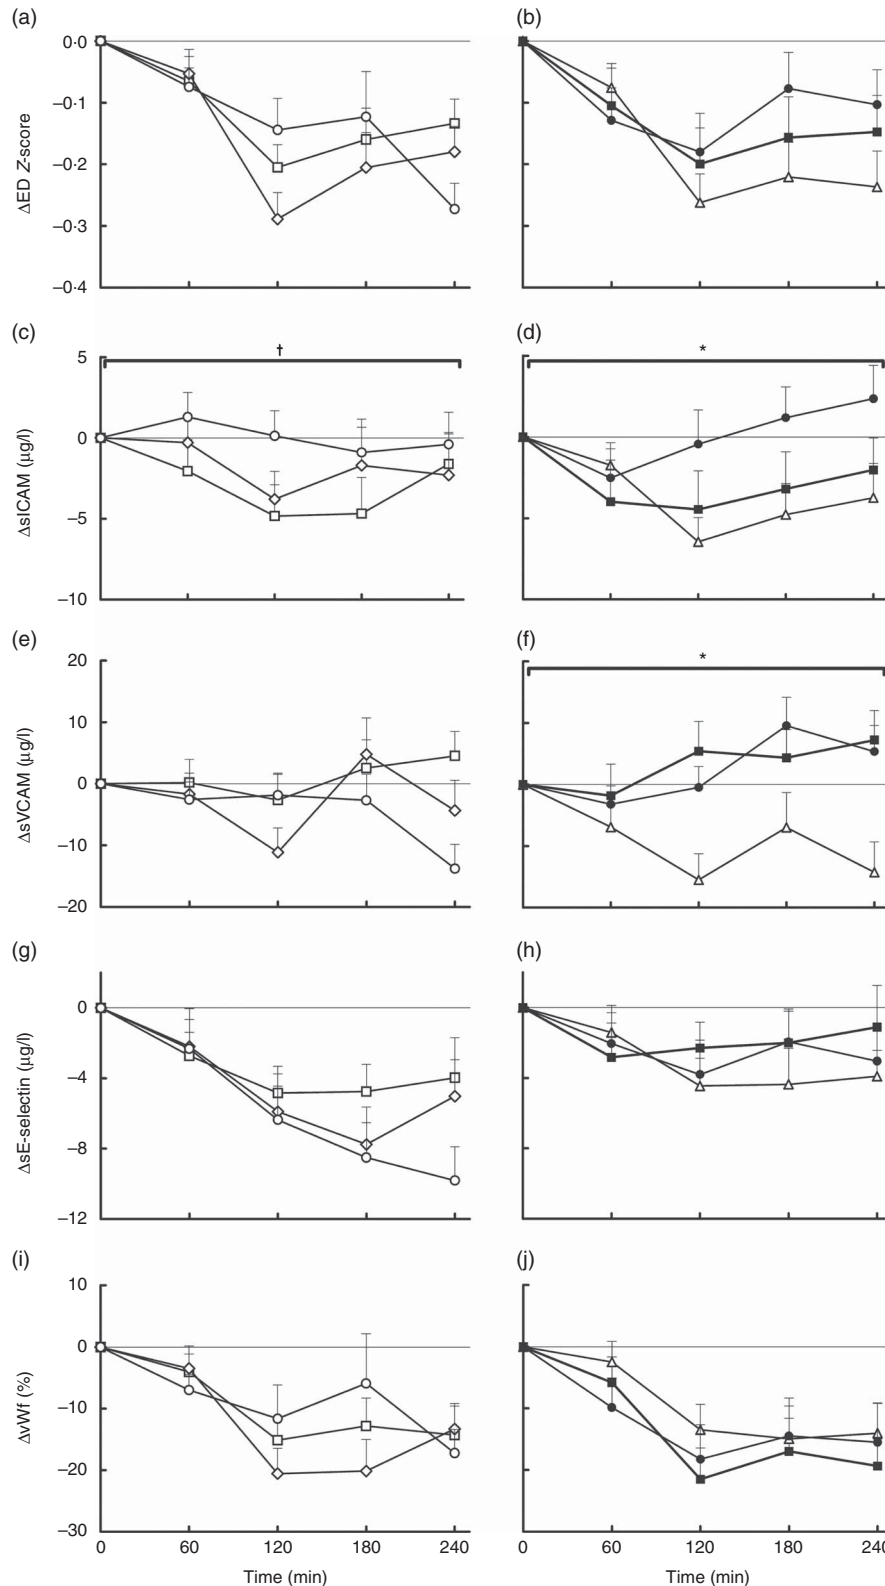 (a)
(b)
0·0
−0·1
−0·2
−0·3
−0·4
ΔED Z-score
(c)
(d)
†
*
5
0
−5
−10
ΔsICAM (μg/l)
(e)
(f)
*
20
10
0
−10
−20
ΔsVCAM (μg/l)
(g)
(h)
0
−4
−8
−12
ΔsE-selectin (μg/l)
(i)
(j)
10
0
−10
−20
−30
ΔvWf (%)
0 60 120 180 240
0 60 120 180
Time (min)
Time (min)